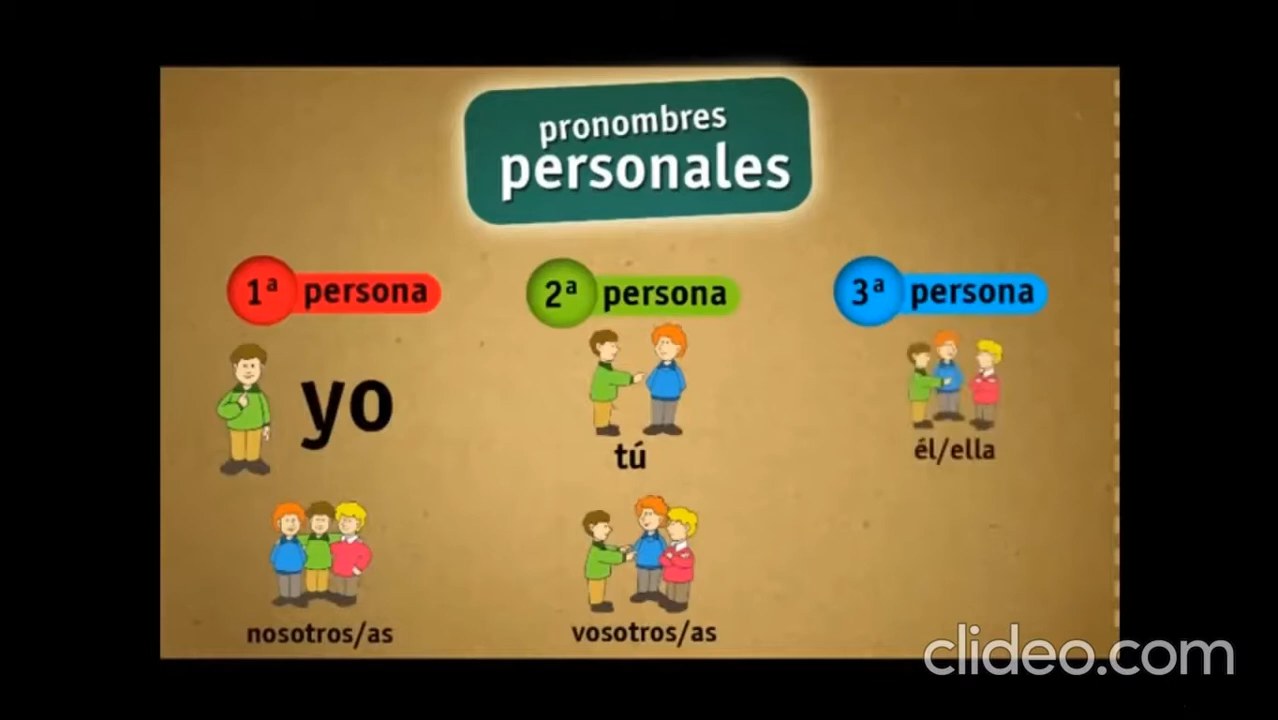 pronombres
personales
1ª persona
2ª persona
3ª persona
yo
tú
él/ella
nosotros/as
vosotros/as
clideo.com